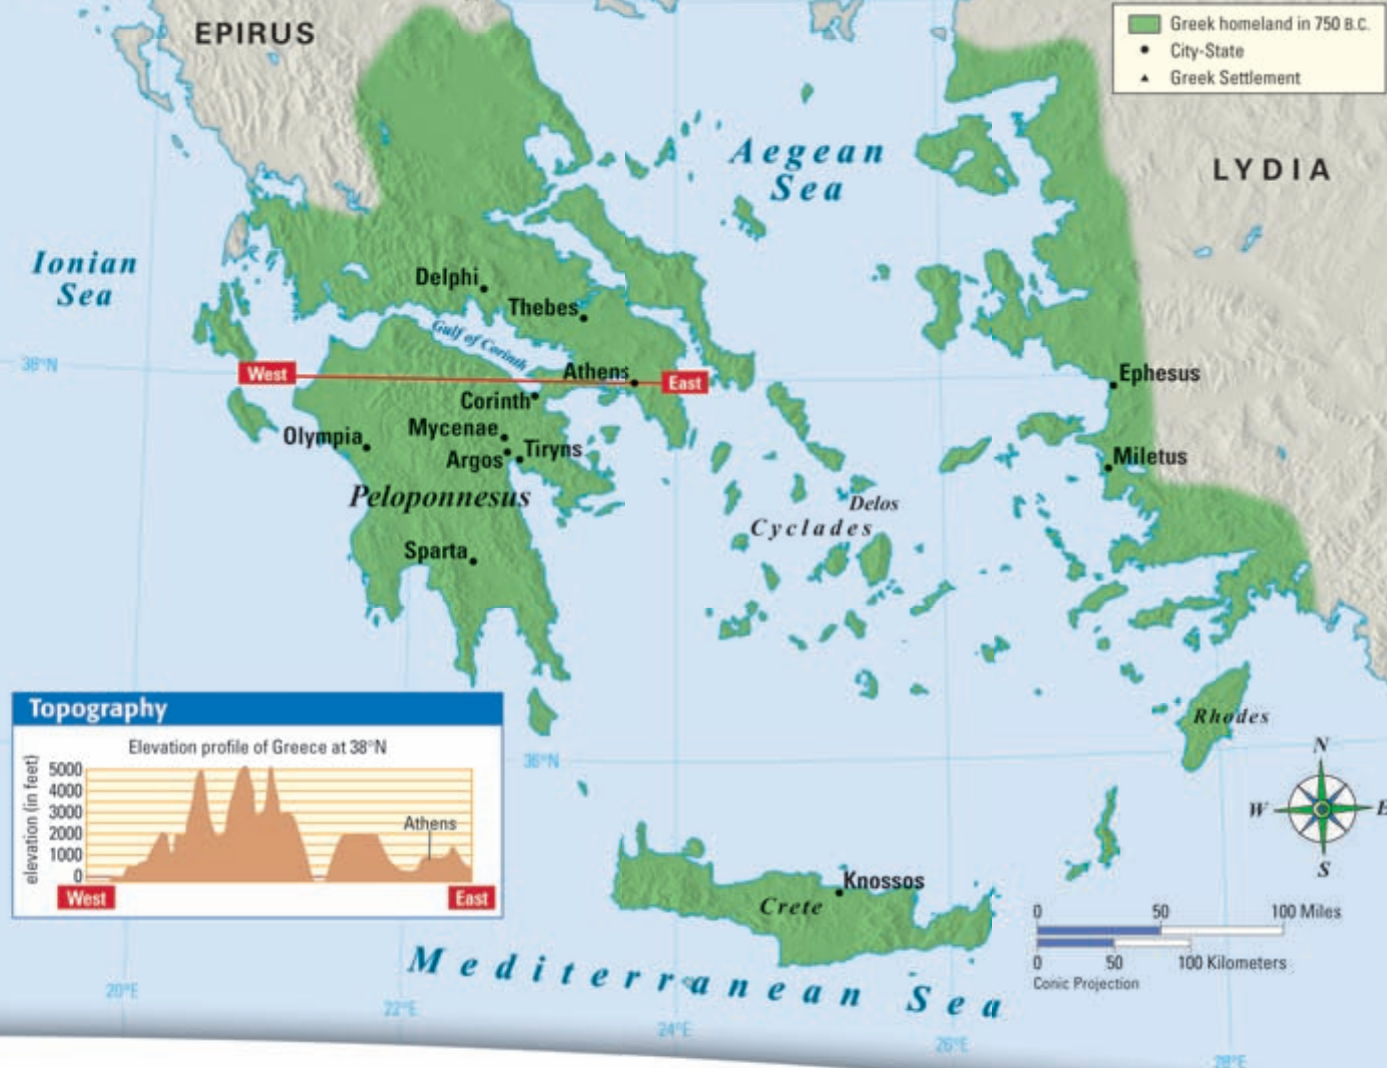 EPIRUS
Greek homeland in 750 B.C.
City-State
Greek Settlement
Aegean
Sea
LYDIA
Ionian
Sea
Delphi
Thebes
Gulf of Corinth
38°N
West
Athens
East
Ephesus
Corinth
Mycenae
Olympia
Tiryns
Argos
Miletus
Peloponnesus
Delos
Cyclades
Sparta
Rhodes
Topography
Elevation profile of Greece at 38°N
elevation (in feet)
5000
4000
3000
2000
1000
0
Athens
West
East
36°N
N
W
E
S
Knossos
Crete
0 50 100 Miles
0 50 100 Kilometers
Conic Projection
Mediterranean Sea
20°E
22°E
24°E
26°E
28°E